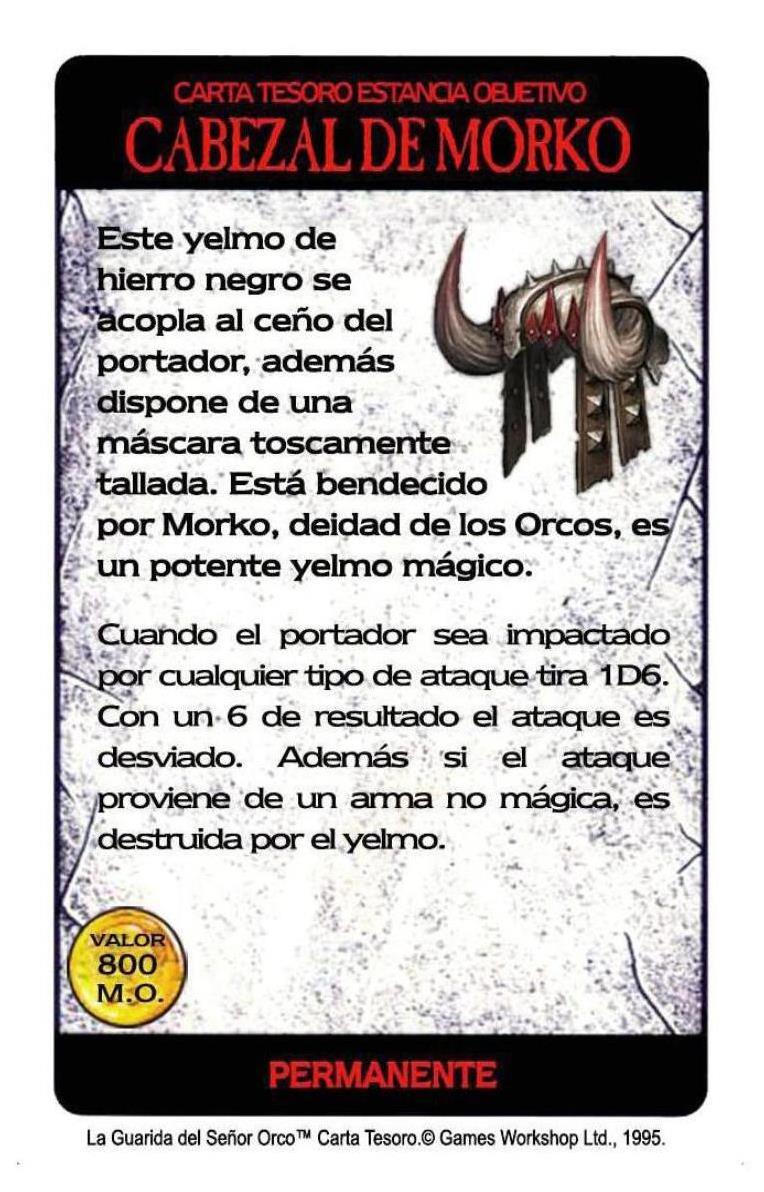 CARTA TESORO ESTANCIA OBJETIVO
CABEZAL DE MORKO
Este yelmo de
hierro negro se
acopla al ceño del
portador, además
dispone de una
máscara toscamente
tallada. Está bendecido
por Morko, deidad de los Orcos, es
un potente yelmo mágico.
Cuando el portador sea impactado
por cualquier tipo de ataque tira 1D6.
Con un 6 de resultado el ataque es
desviado. Además si el ataque
proviene de un arma no mágica, es
destruida por el yelmo.
VALOR
800
M.O.
PERMANENTE
La Guarida del Señor Orco™ Carta Tesoro.© Games Workshop Ltd., 1995.